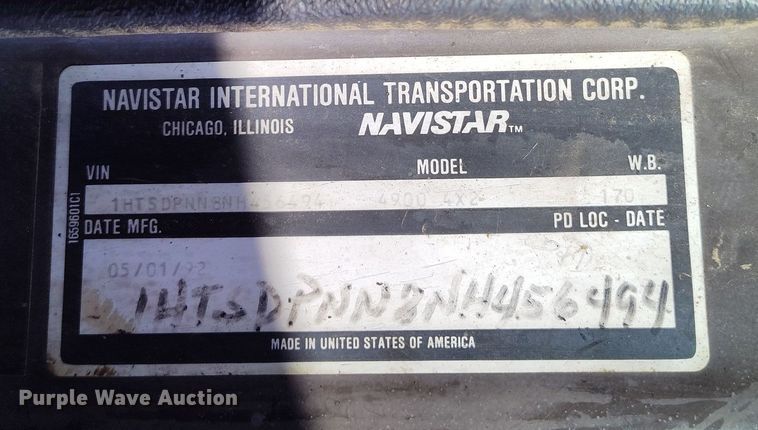 NAVISTAR INTERNATIONAL TRANSPORTATION CORP.
CHICAGO, ILLINOIS NAVISTAR™
VIN MODEL W.B.
1HTSDPNN8NH456494 4900 4X2 170
1659601C1
DATE MFG. PD LOC - DATE
05/01/92
1HTSDPNN8NH456494
MADE IN UNITED STATES OF AMERICA
Purple Wave Auction